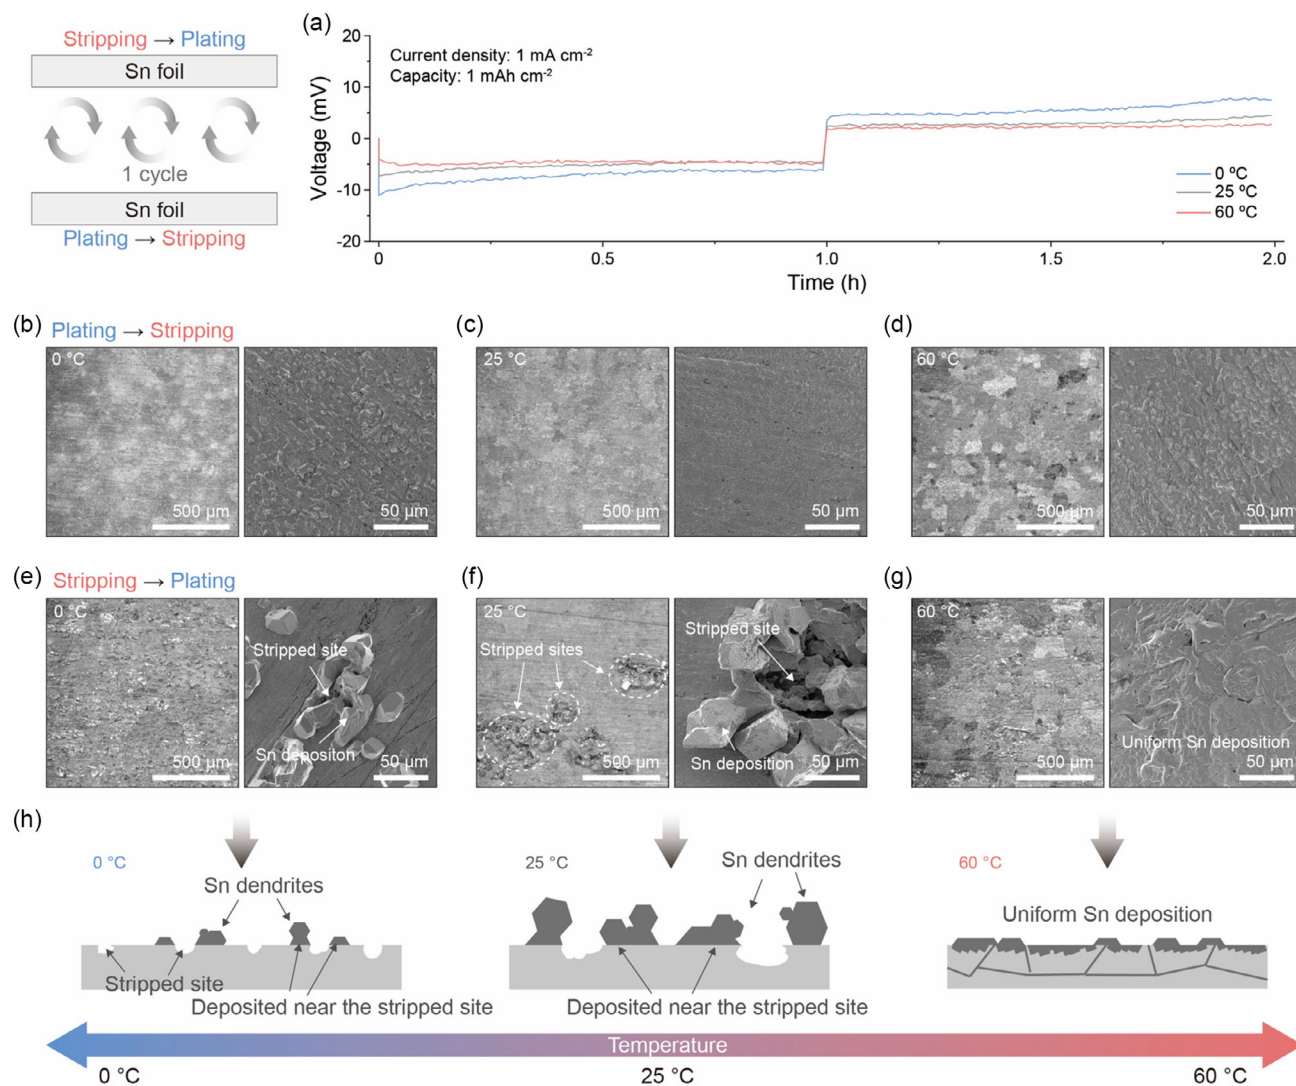 Stripping → Plating
Sn foil
1 cycle
Sn foil
Plating → Stripping
(a)
Voltage (mV)
20
10
0
-10
-20
Current density: 1 mA cm⁻²
Capacity: 1 mAh cm⁻²
0 ºC
25 ºC
60 ºC
0
0.5
1.0
1.5
2.0
Time (h)
(b)
Plating → Stripping
0 °C
500 µm
50 µm
(c)
25 °C
500 µm
50 µm
(d)
60 °C
500 µm
50 µm
(e)
Stripping → Plating
0 °C
500 µm
Stripped site
Sn depositon
50 µm
(f)
25 °C
Stripped sites
500 µm
Stripped site
Sn deposition
50 µm
(g)
60 °C
500 µm
Uniform Sn deposition
50 µm
(h)
0 °C
Sn dendrites
Stripped site
Deposited near the stripped site
25 °C
Sn dendrites
Deposited near the stripped site
60 °C
Uniform Sn deposition
Temperature
0 °C
25 °C
60 °C